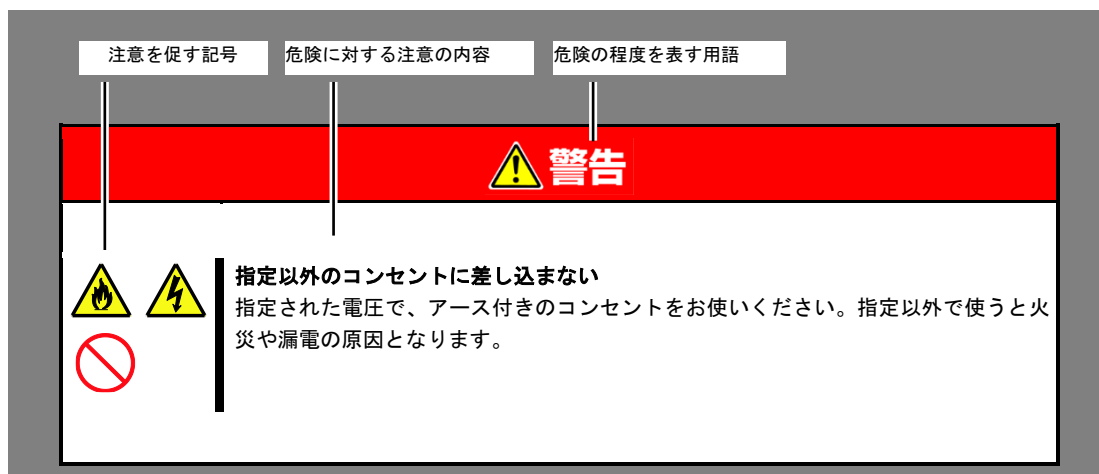 注意を促す記号
危険に対する注意の内容
危険の程度を表す用語
警告
指定以外のコンセントに差し込まない
指定された電圧で、アース付きのコンセントをお使いください。指定以外で使うと火
災や漏電の原因となります。